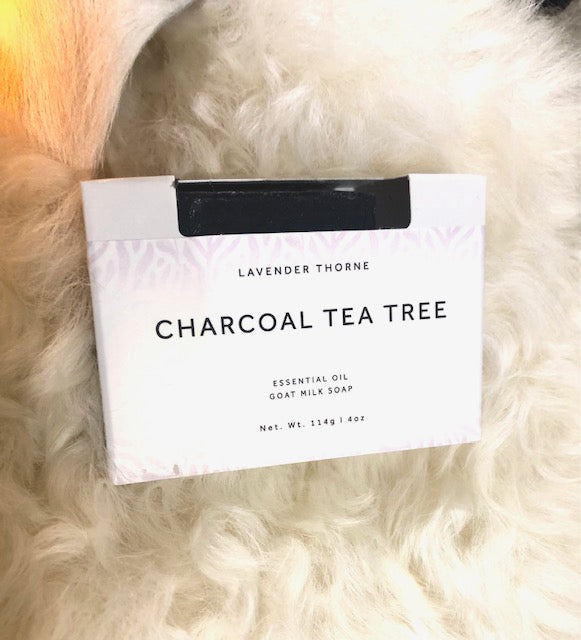 LAVENDER THORNE
CHARCOAL TEA TREE
ESSENTIAL OIL
GOAT MILK SOAP
Net. Wt. 114g | 4oz